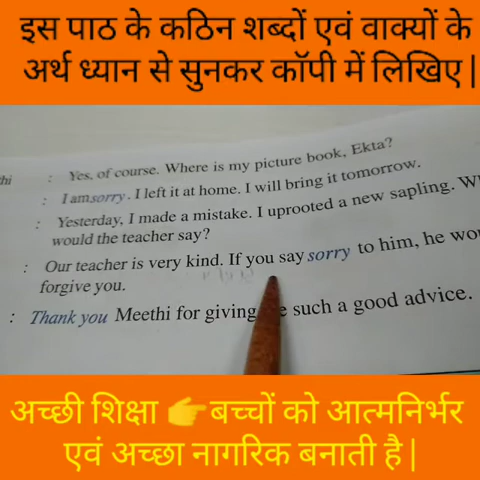 इस पाठ के कठिन शब्दों एवं वाक्यों के
अर्थ ध्यान से सुनकर कॉपी में लिखिए |
hi : Yes, of course. Where is my picture book, Ekta?
: I am sorry. I left it at home. I will bring it tomorrow.
: Yesterday, I made a mistake. I uprooted a new sapling. W
would the teacher say?
: Our teacher is very kind. If you say sorry to him, he wo
forgive you.
: Thank you Meethi for giving e such a good advice.
अच्छी शिक्षा 👉 बच्चों को आत्मनिर्भर
एवं अच्छा नागरिक बनाती है |